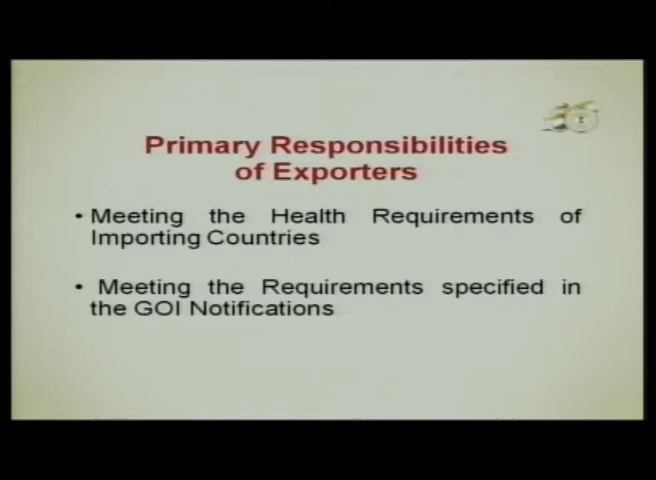 Primary Responsibilities
of Exporters
• Meeting the Health Requirements of
Importing Countries
• Meeting the Requirements specified in
the GOI Notifications